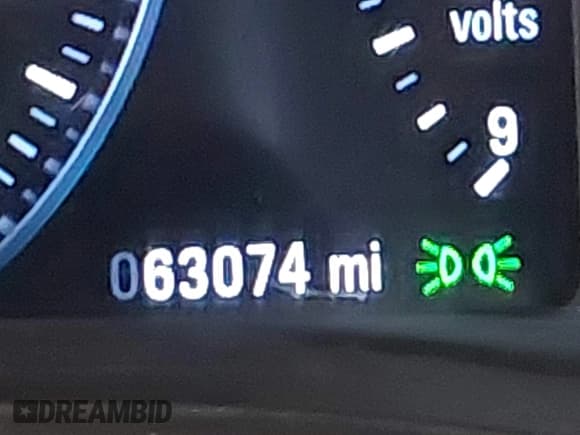 volts
9
063074 mi
DREAMBID